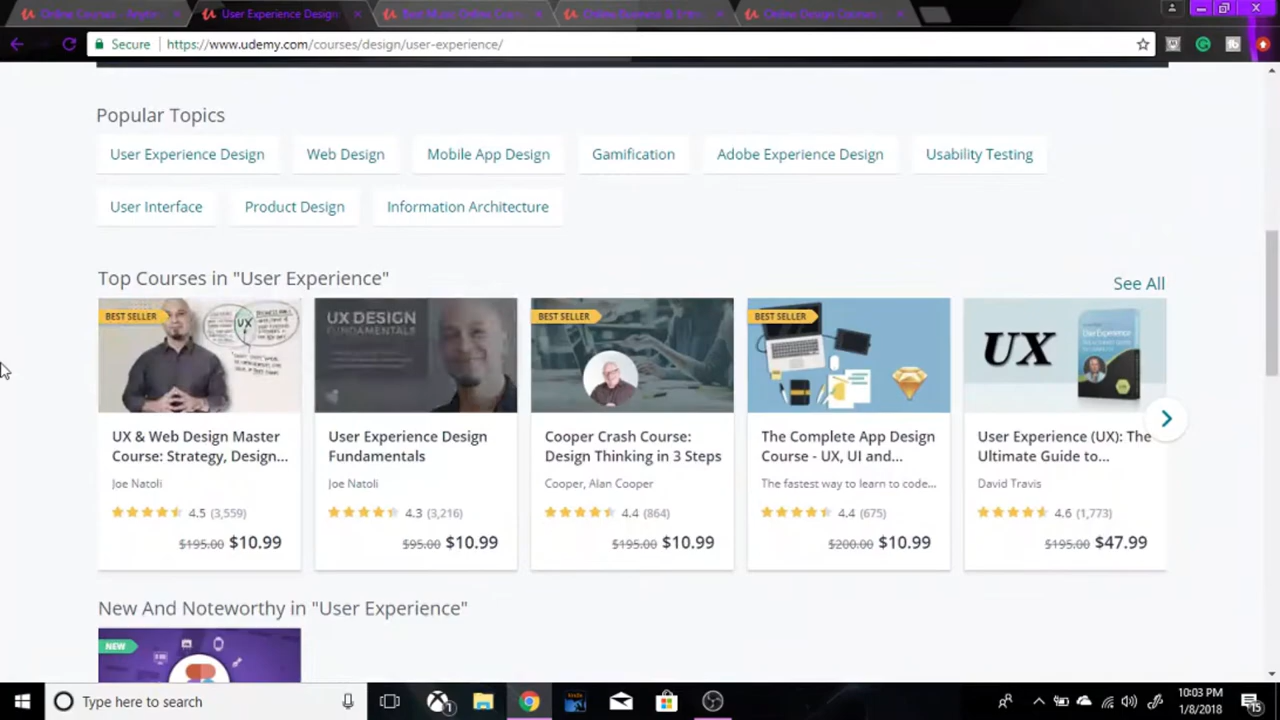 User Experience Design
Secure
https://www.udemy.com/courses/design/user-experience/
Popular Topics
User Experience Design
Web Design
Mobile App Design
Gamification
Adobe Experience Design
Usability Testing
User Interface
Product Design
Information Architecture
Top Courses in "User Experience"
See All
BEST SELLER
UX
UX DESIGN
FUNDAMENTALS
BEST SELLER
BEST SELLER
UX
UX & Web Design Master
Course: Strategy, Design...
Joe Natoli
4.5 (3,559)
$195.00 $10.99
User Experience Design
Fundamentals
Joe Natoli
4.3 (3,216)
$95.00 $10.99
Cooper Crash Course:
Design Thinking in 3 Steps
Cooper, Alan Cooper
4.4 (864)
$195.00 $10.99
The Complete App Design
Course - UX, UI and...
The fastest way to learn to code...
4.4 (675)
$200.00 $10.99
User Experience (UX): The
Ultimate Guide to...
David Travis
4.6 (1,773)
$195.00 $47.99
New And Noteworthy in "User Experience"
NEW
Type here to search
10:03 PM
1/8/2018
15